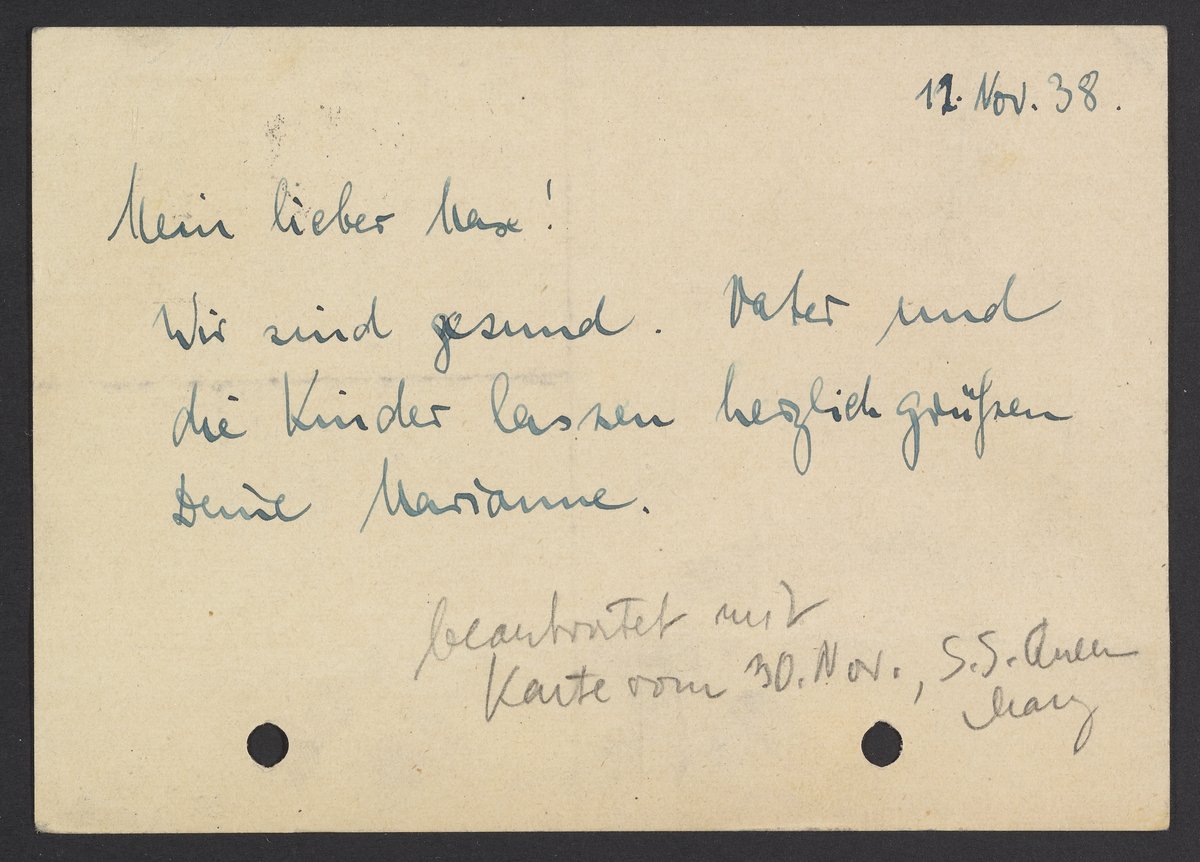 12. Nov. 38.
Mein lieber Max!
Wir sind gesund. Vater und
die Kinder lassen herzlich grüßen
Deine Marianne.
beantwortet mit
Karte vom 30. Nov., S.S. Queen
Mary